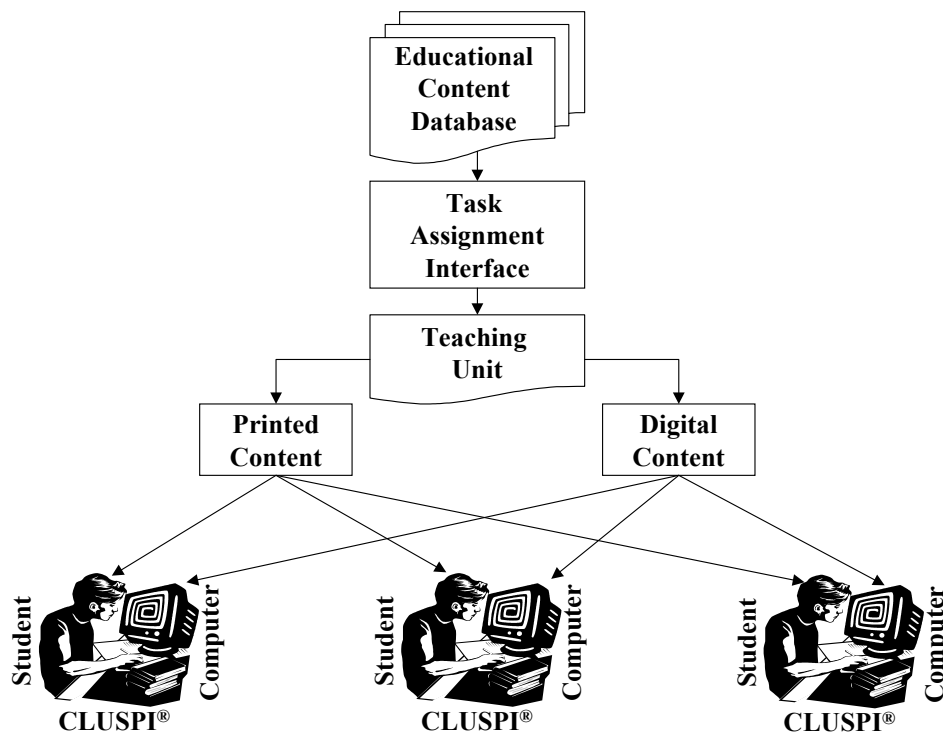 Educational
Content
Database
Task
Assignment
Interface
Teaching
Unit
Printed
Content
Digital
Content
Student
Computer
CLUSPI®
Student
Computer
CLUSPI®
Student
Computer
CLUSPI®